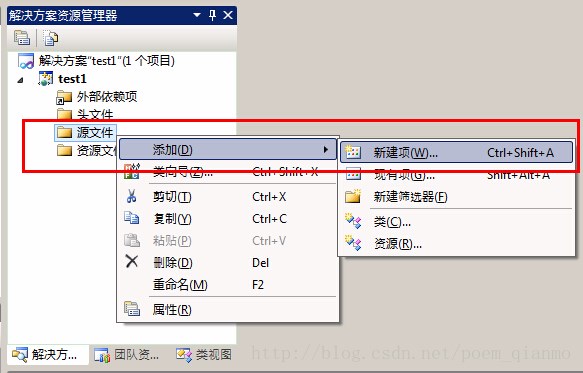 解决方案资源管理器
解决方案"test1"(1 个项目)
test1
外部依赖项
头文件
源文件
资源文件
添加(D)
类向导(Z)... Ctrl+Shift+X
剪切(T) Ctrl+X
复制(Y) Ctrl+C
粘贴(P) Ctrl+V
删除(D) Del
重命名(M) F2
属性(R)
新建项(W)... Ctrl+Shift+A
现有项(G)... Shift+Alt+A
新建筛选器(F)
类(C)...
资源(R)...
解决方... 团队资... 类视图
http://blog.csdn.net/poem_qianmo